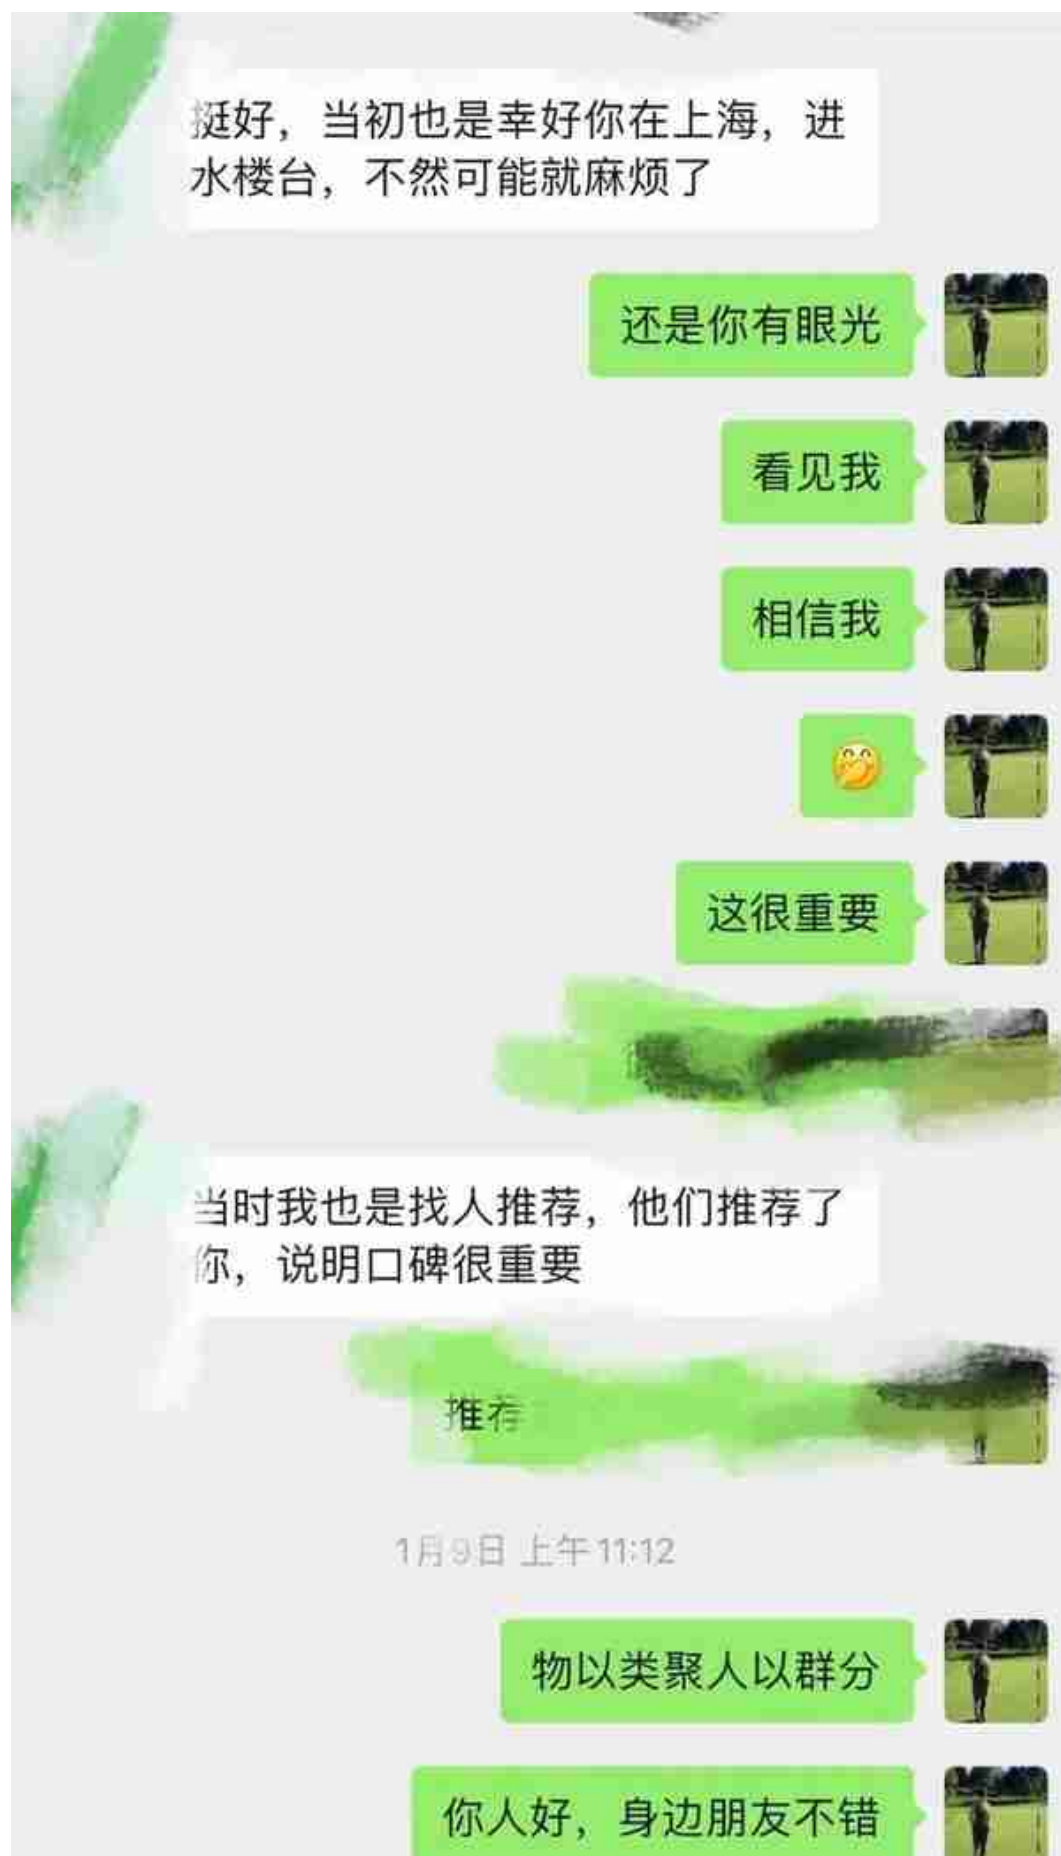 挺好，当初也是幸好你在上海，进
水楼台，不然可能就麻烦了
还是你有眼光
看见我
相信我
这很重要
当时我也是找人推荐，他们推荐了
你，说明口碑很重要
推荐
1月9日 上午11:12
物以类聚人以群分
你人好，身边朋友不错